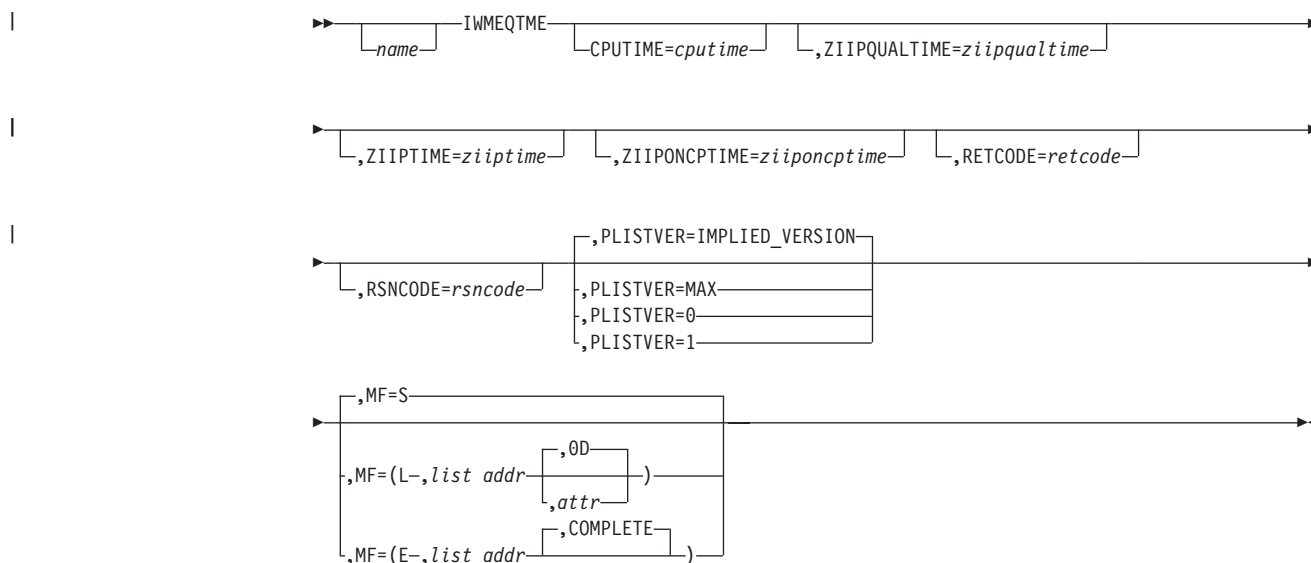 IWMEQTME
name CPUTIME=cputime ,ZIIPQUALTIME=ziipqualtime
,ZIIPTIME=ziiptime ,ZIIPONCPTIME=ziiponcptime ,RETCODE=retcode
,PLISTVER=IMPLIED_VERSION
,RSNCODE=rsncode ,PLISTVER=MAX
,PLISTVER=0
,PLISTVER=1
,MF=S
,0D
,MF=(L ,list addr )
,attr
,COMPLETE
,MF=(E ,list addr )